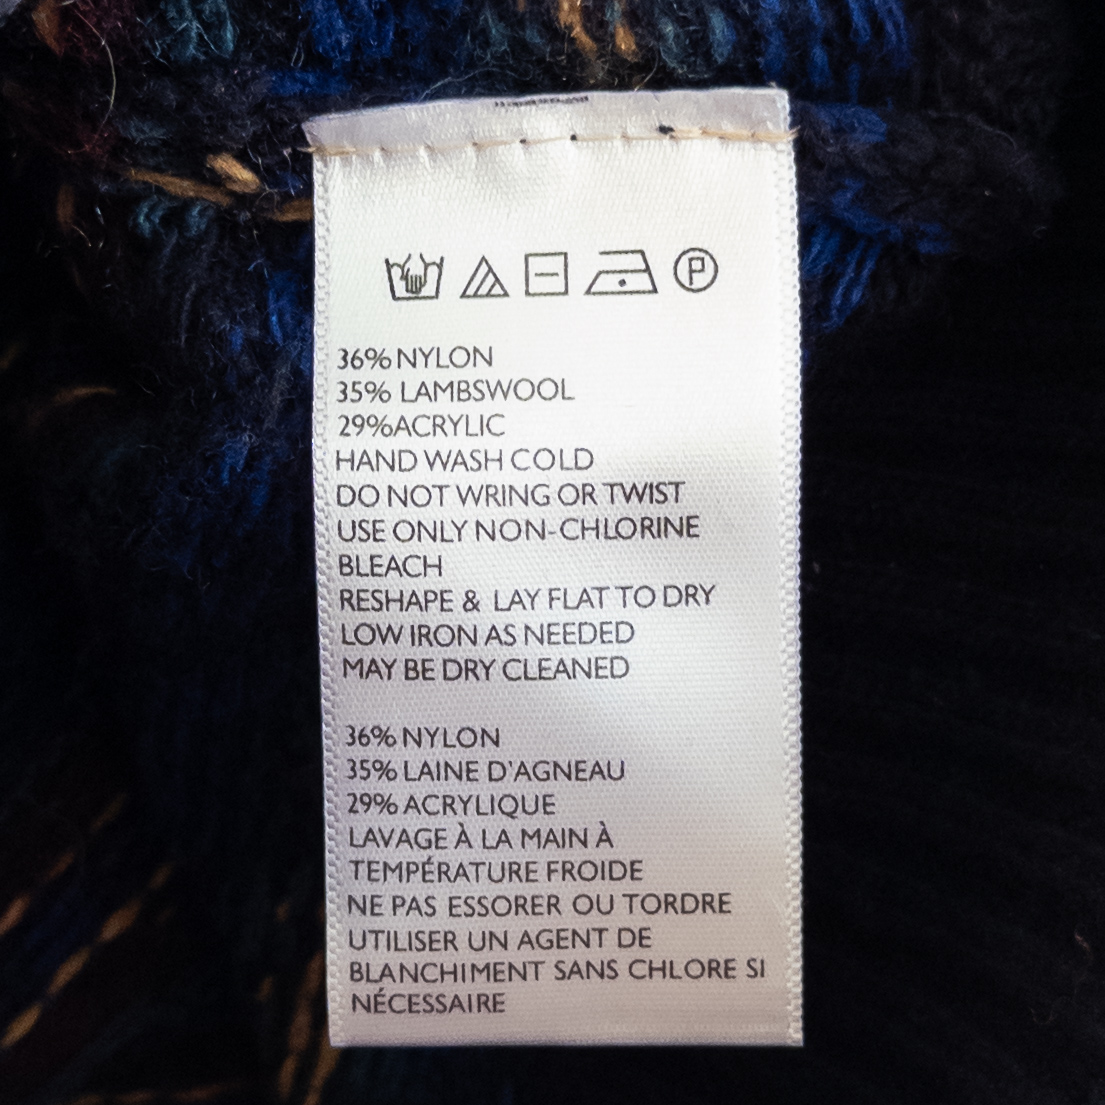 P
36% NYLON
35% LAMBSWOOL
29%ACRYLIC
HAND WASH COLD
DO NOT WRING OR TWIST
USE ONLY NON-CHLORINE
BLEACH
RESHAPE & LAY FLAT TO DRY
LOW IRON AS NEEDED
MAY BE DRY CLEANED
36% NYLON
35% LAINE D'AGNEAU
29% ACRYLIQUE
LAVAGE À LA MAIN À
TEMPÉRATURE FROIDE
NE PAS ESSORER OU TORDRE
UTILISER UN AGENT DE
BLANCHIMENT SANS CHLORE SI
NÉCESSAIRE